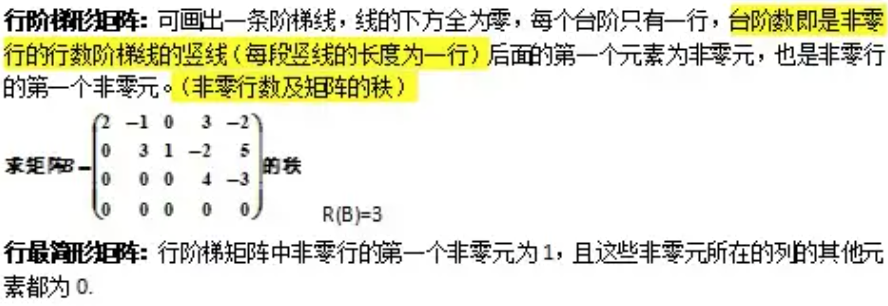 行阶梯形矩阵：可画出一条阶梯线，线的下方全为零，每个台阶只有一行，台阶数即是非零
行的行数阶梯线的竖线（每段竖线的长度为一行）后面的第一个元素为非零元，也是非零行
的第一个非零元。（非零行数及矩阵的秩）
2 -1 0 3 -2
0 3 1 -2 5
求矩阵B= 的秩
0 0 0 4 -3
0 0 0 0 0
R(B)=3
行最简形矩阵：行阶梯矩阵中非零行的第一个非零元为 1，且这些非零元所在的列的其他元
素都为 0.